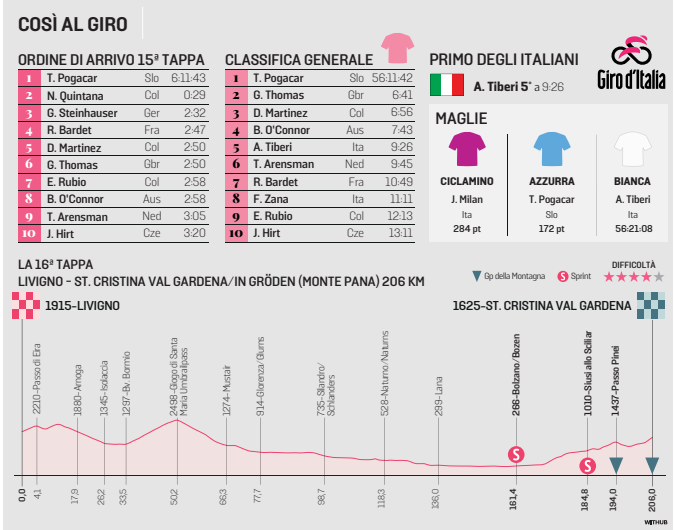 COSÌ AL GIRO
ORDINE DI ARRIVO 15ª TAPPA
1 T. Pogacar Slo 6:11:43
2 N. Quintana Col 0:29
3 G. Steinhauser Ger 2:32
4 R. Bardet Fra 2:47
5 D. Martinez Col 2:50
6 G. Thomas Gbr 2:50
7 E. Rubio Col 2:58
8 B. O'Connor Aus 2:58
9 T. Arensman Ned 3:05
10 J. Hirt Cze 3:20
CLASSIFICA GENERALE
1 T. Pogacar Slo 56:11:42
2 G. Thomas Gbr 6:41
3 D. Martinez Col 6:56
4 B. O'Connor Aus 7:43
5 A. Tiberi Ita 9:26
6 T. Arensman Ned 9:45
7 R. Bardet Fra 10:49
8 F. Zana Ita 11:11
9 E. Rubio Col 12:13
10 J. Hirt Cze 13:11
PRIMO DEGLI ITALIANI
A. Tiberi 5° a 9:26
Giro d'Italia
MAGLIE
CICLAMINO
J. Milan
Ita
284 pt
AZZURRA
T. Pogacar
Slo
172 pt
BIANCA
A. Tiberi
Ita
56:21:08
LA 16ª TAPPA
LIVIGNO - ST. CRISTINA VAL GARDENA/IN GRÖDEN (MONTE PANA) 206 KM
Gp della Montagna
S Sprint
DIFFICOLTÀ
1915-LIVIGNO
1625-ST. CRISTINA VAL GARDENA
2210-Passo di Eira
1880-Arnoga
1345-Isolaccia
1297-Bv. Bormio
2498-Giogo di Santa
Maria Umbrailpass
1274-Mustair
914-Glorenza/Glurns
735-Silandro/
Schlanders
528-Naturno/Naturns
299-Lana
266-Bolzano/Bozen
1010-Siusi allo Sciliar
1437-Passo Pinei
S
S
0,0
4,1
17,9
26,2
33,5
50,2
66,3
77,7
98,7
118,3
136,0
161,4
184,8
194,0
206,0
WITHUB